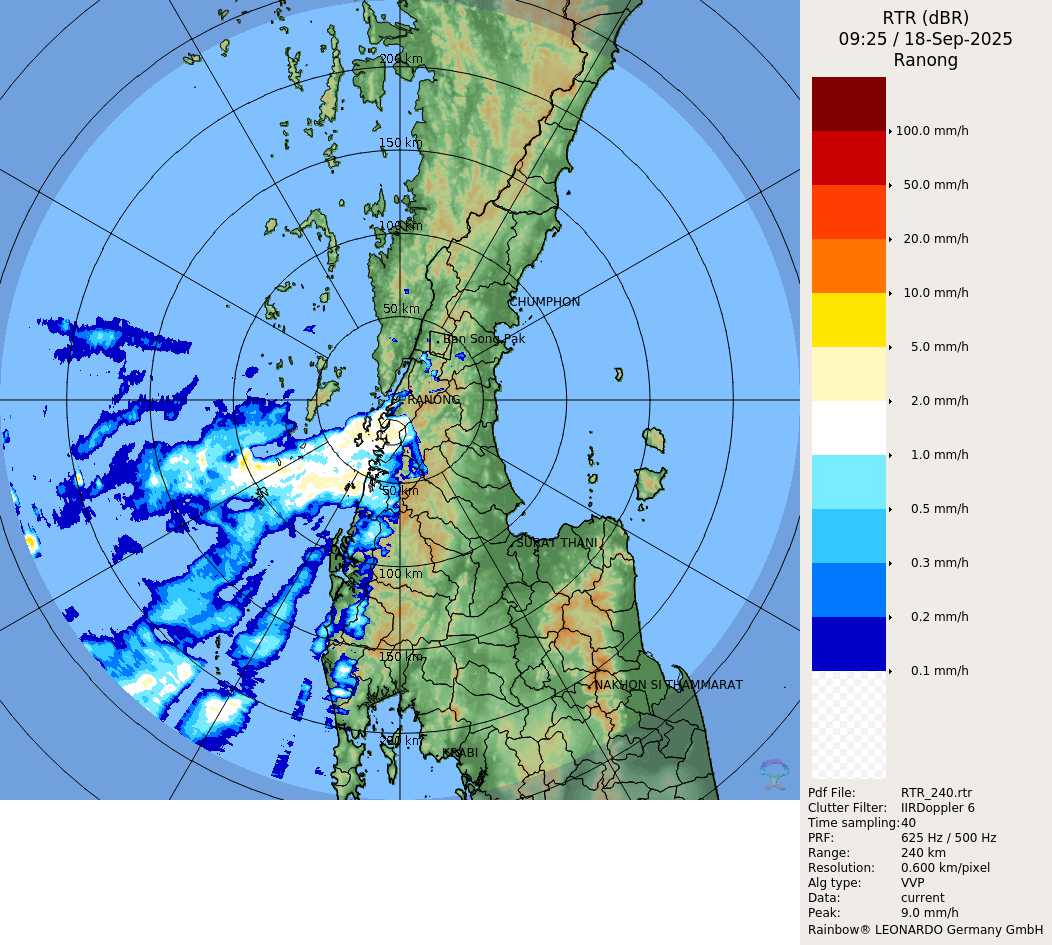 RTR (dBR)
09:25 / 18-Sep-2025
Ranong
200 km
150 km
100 km
50 km
CHUMPHON
Ban Song Pak
RANONG
50 km
SURAT THANI
100 km
150 km
NAKHON SI THAMMARAT
200 km
KRABI
100.0 mm/h
50.0 mm/h
20.0 mm/h
10.0 mm/h
5.0 mm/h
2.0 mm/h
1.0 mm/h
0.5 mm/h
0.3 mm/h
0.2 mm/h
0.1 mm/h
Pdf File: RTR_240.rtr
Clutter Filter: IIRDoppler 6
Time sampling: 40
PRF: 625 Hz / 500 Hz
Range: 240 km
Resolution: 0.600 km/pixel
Alg type: VVP
Data: current
Peak: 9.0 mm/h
Rainbow® LEONARDO Germany GmbH